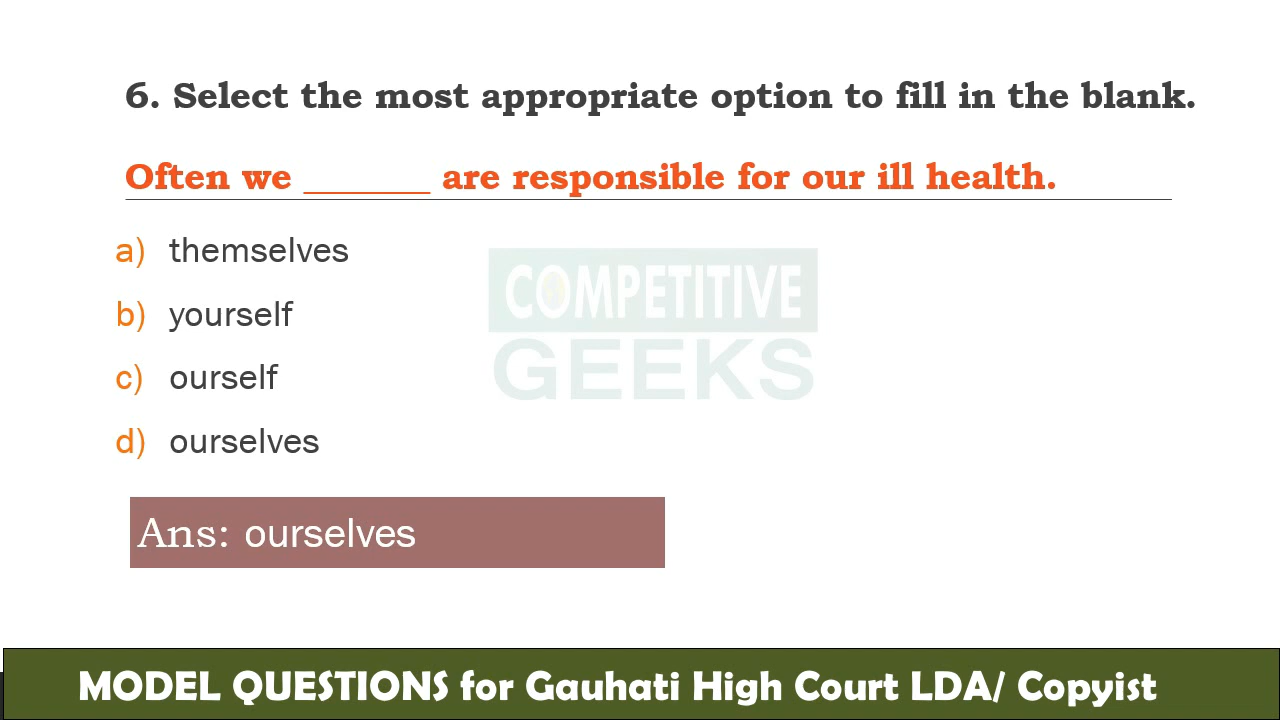 6. Select the most appropriate option to fill in the blank.
Often we _______ are responsible for our ill health.
a) themselves
b) yourself
c) ourself
d) ourselves
COMPETITIVE
GEEKS
Ans: ourselves
MODEL QUESTIONS for Gauhati High Court LDA/ Copyist